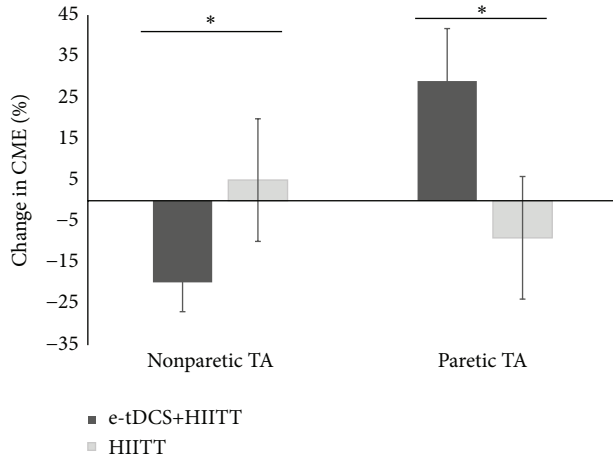 Change in CME (%)
45
35
25
15
5
−5
−15
−25
−35
*
*
Nonparetic TA
Paretic TA
e-tDCS+HIITT
HIITT